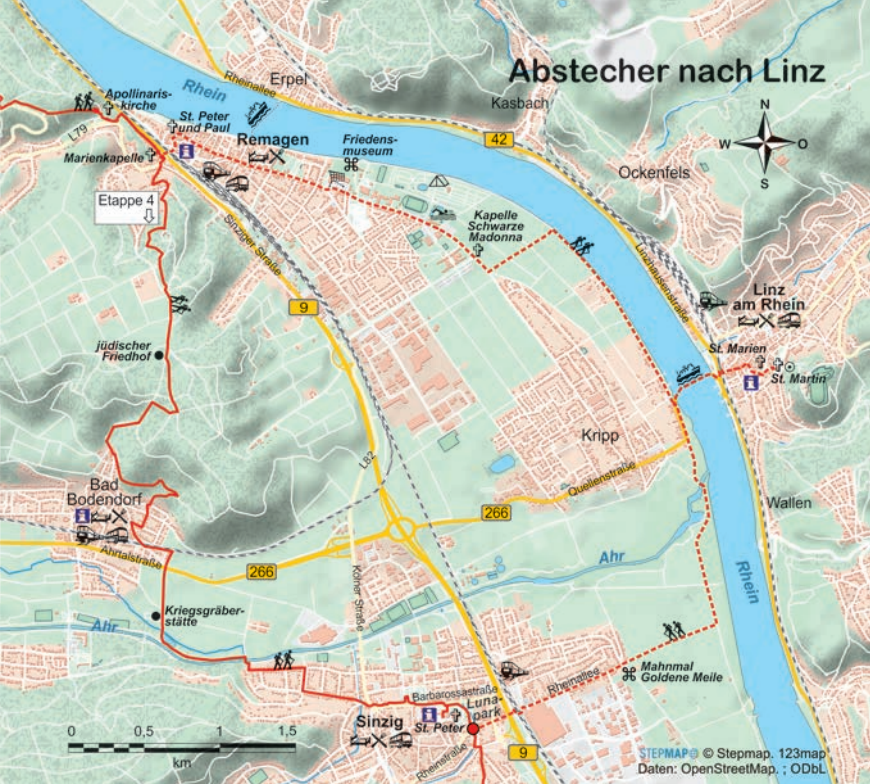 Abstecher nach Linz
Rhein
Rheinallee
Erpel
Kasbach
Apollinaris-
kirche
St. Peter
und Paul
L79
Remagen
Friedens-
museum
42
N
W
O
S
Marienkapelle
Ockenfels
Etappe 4
Sinziger Straße
Kapelle
Schwarze
Madonna
Linzhausenstraße
Linz
am Rhein
9
jüdischer
Friedhof
St. Marien
St. Martin
Kripp
L82
Quellenstraße
Bad
Bodendorf
266
Wallen
Ahrtalstraße
266
Ahr
Rhein
Kölner Straße
Kriegsgräber-
stätte
Ahr
Mahnmal
Goldene Meile
Rheinallee
Barbarossastraße
Luna-
park
Sinzig
St. Peter
Rheinstraße
9
0 0,5 1 1,5
km
STEPMAP © Stepmap. 123map
Daten: OpenStreetMap. ; ODbL